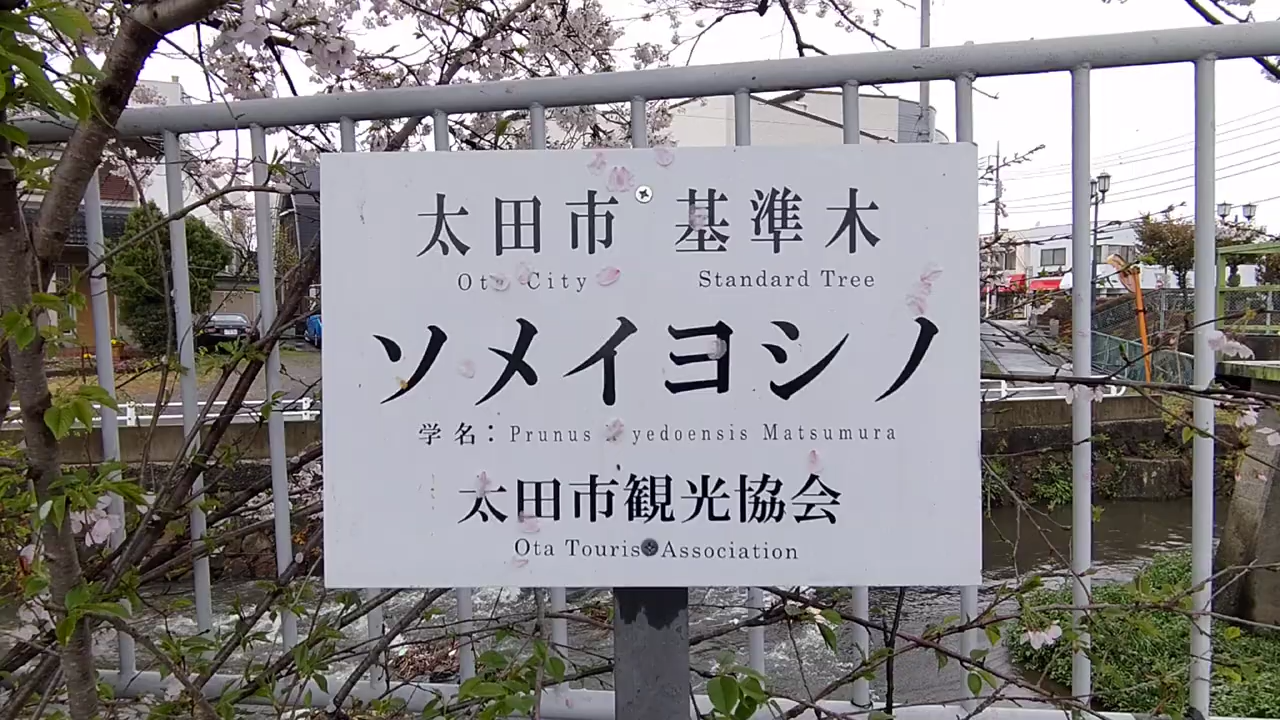 太田市 基準木
Ota City Standard Tree
ソメイヨシノ
学名：Prunus x yedoensis Matsumura
太田市観光協会
Ota Tourism Association